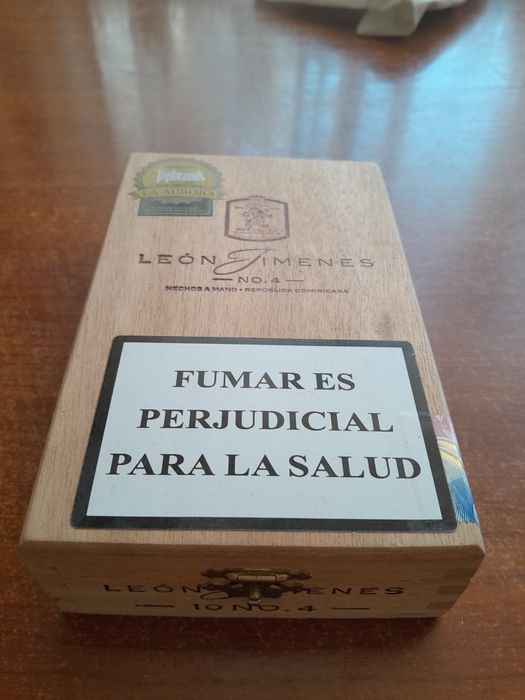 Topbrands
LA AURORA
LEÓN JIMENES
NO. 4
HECHOS A MANO • REPÚBLICA DOMINICANA
FUMAR ES
PERJUDICIAL
PARA LA SALUD
LEÓN JIMENES
10 NO. 4